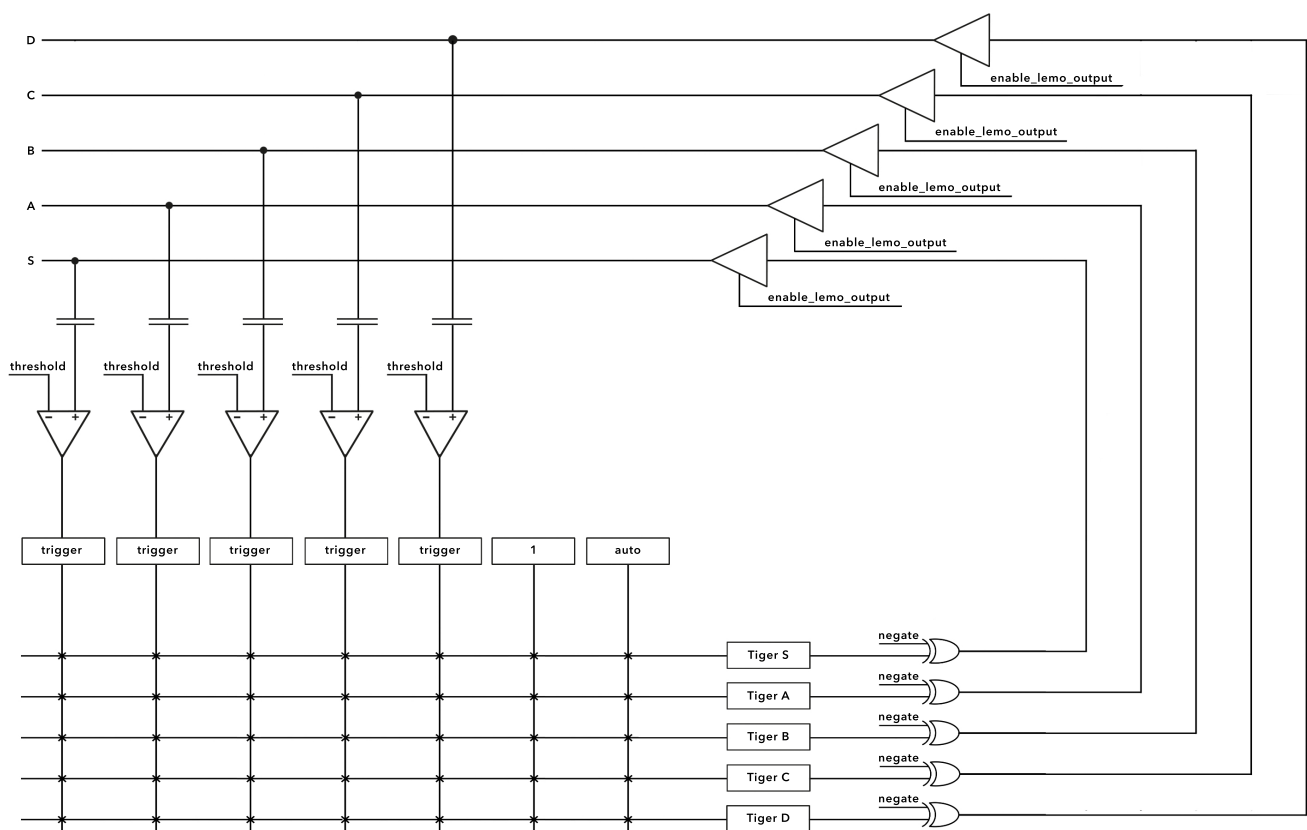 D
enable_lemo_output
C
enable_lemo_output
B
enable_lemo_output
A
enable_lemo_output
S
enable_lemo_output
threshold threshold threshold threshold threshold
- + - + - + - + - +
trigger trigger trigger trigger trigger 1 auto
negate
Tiger S
negate
Tiger A
negate
Tiger B
negate
Tiger C
negate
Tiger D